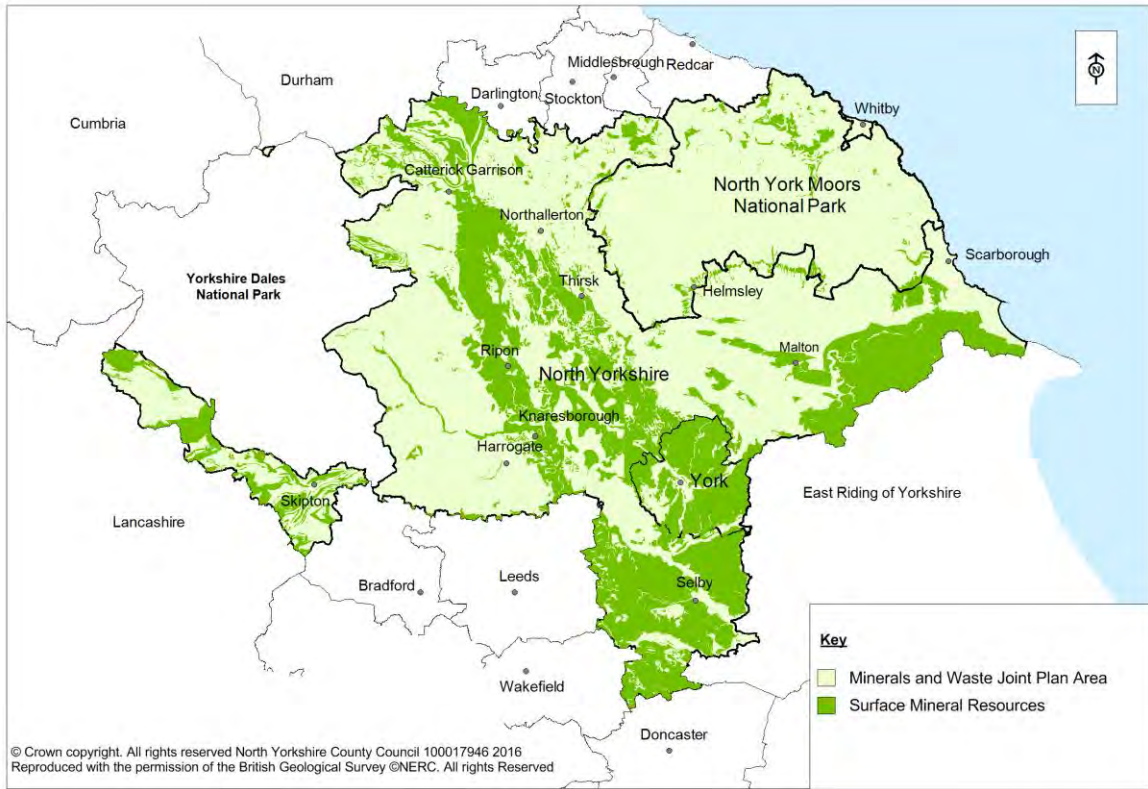 Middlesbrough
Redcar
Durham
Darlington
Stockton
Cumbria
Whitby
Catterick Garrison
North York Moors
National Park
Northallerton
Scarborough
Yorkshire Dales
National Park
Thirsk
Helmsley
Malton
Ripon
North Yorkshire
Knaresborough
Harrogate
York
East Riding of Yorkshire
Skipton
Lancashire
Bradford
Leeds
Selby
Key
Minerals and Waste Joint Plan Area
Surface Mineral Resources
Wakefield
Doncaster
© Crown copyright. All rights reserved North Yorkshire County Council 100017946 2016
Reproduced with the permission of the British Geological Survey ©NERC. All rights Reserved
N